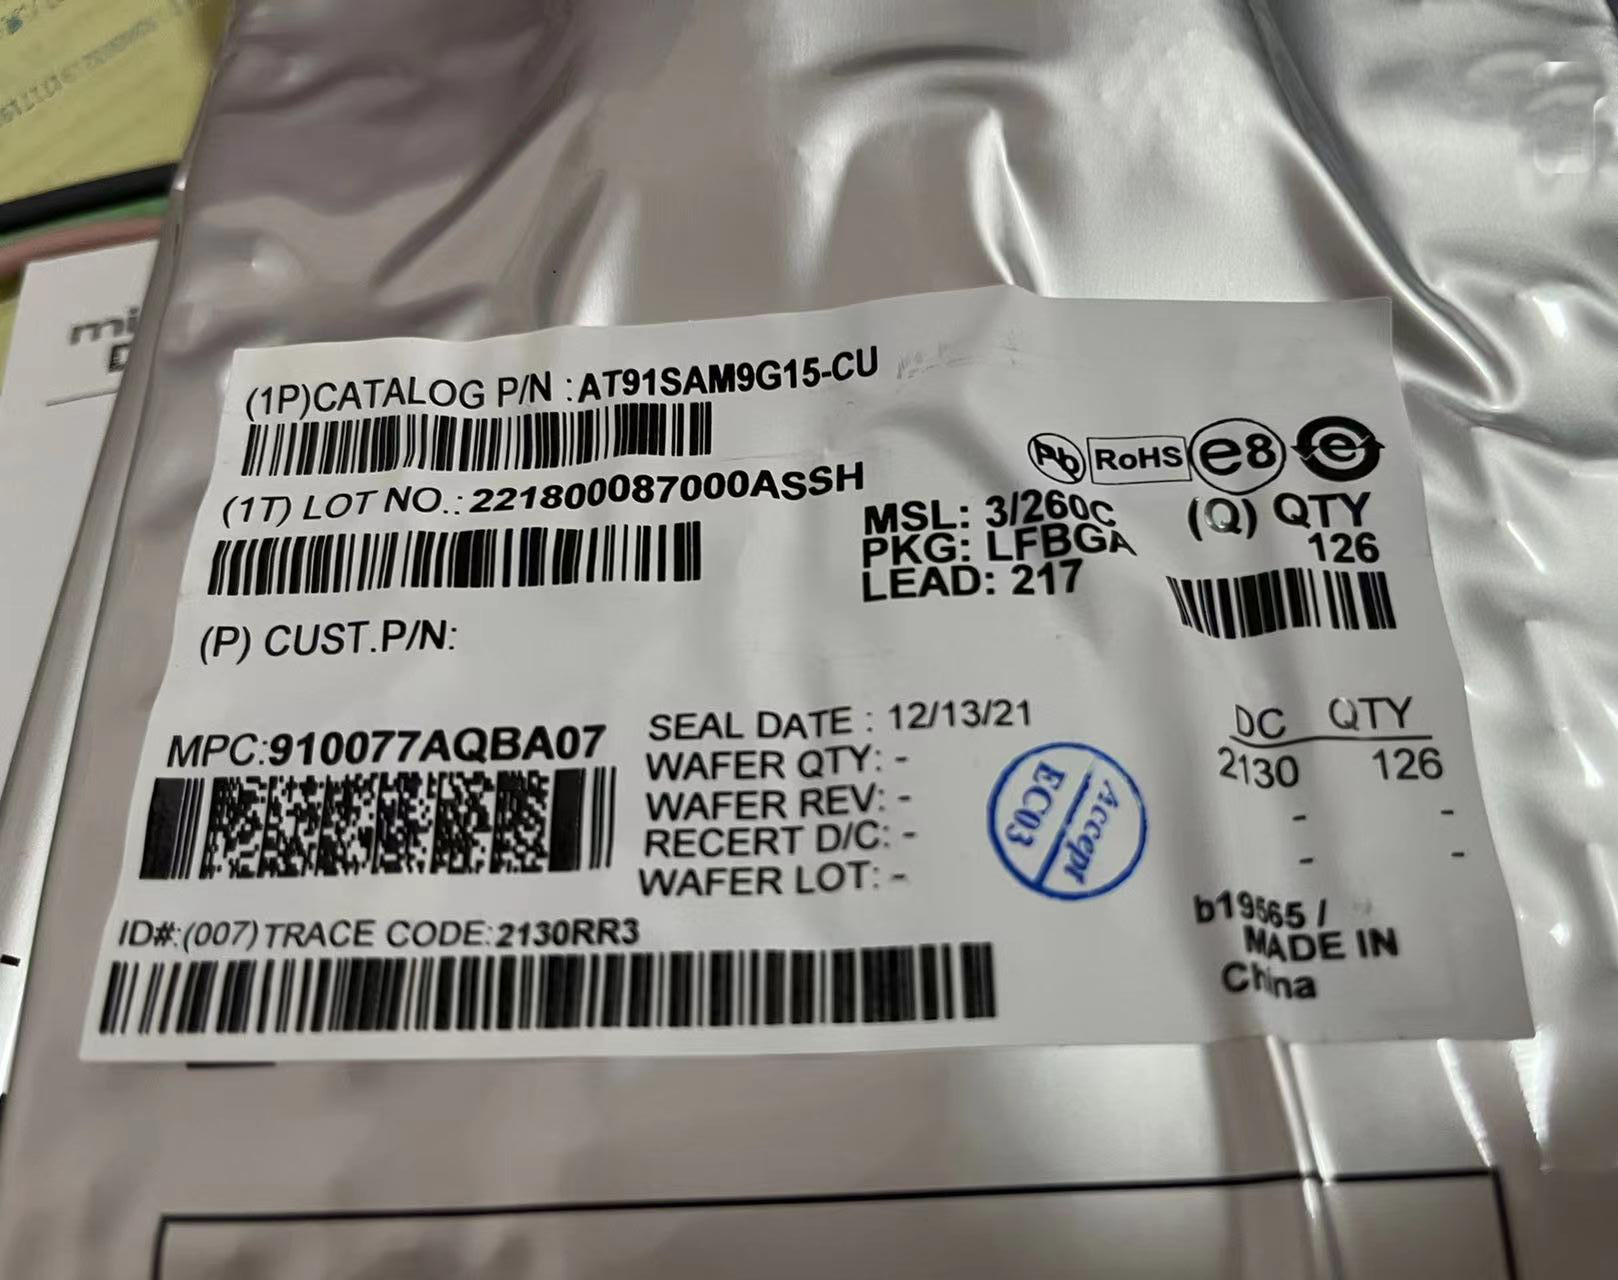 (1P)CATALOG P/N :AT91SAM9G15-CU
(1T) LOT NO.: 221800087000ASSH
Pb RoHS e8 e
MSL: 3/260c
PKG: LFBGA
LEAD: 217
(Q) QTY
126
(P) CUST.P/N:
MPC:910077AQBA07
SEAL DATE : 12/13/21
WAFER QTY: -
WAFER REV: -
RECERT D/C: -
WAFER LOT: -
Accept
EC03
DC QTY
2130 126
- -
- -
ID#:(007) TRACE CODE:2130RR3
b19565 /
MADE IN
China
mi